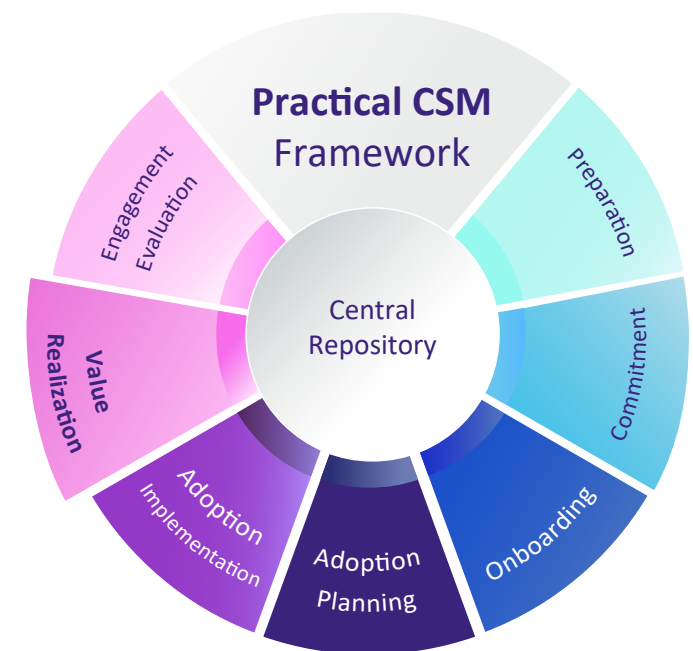 Practical CSM
Framework
Preparation
Commitment
Onboarding
Adoption
Planning
Adoption
Implementation
Value
Realization
Engagement
Evaluation
Central
Repository